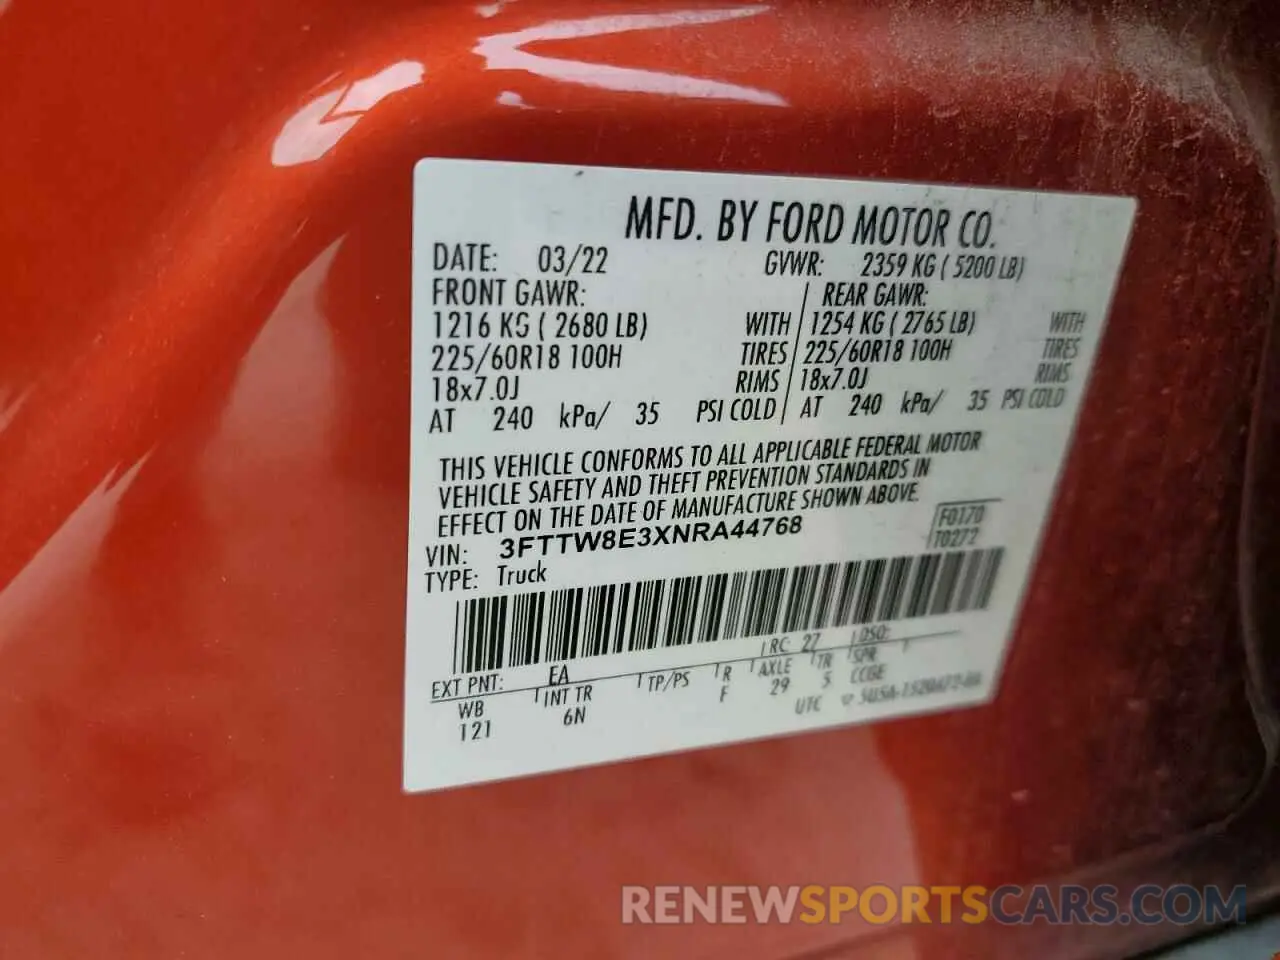 MFD. BY FORD MOTOR CO.
DATE: 03/22 GVWR: 2359 KG ( 5200 LB)
FRONT GAWR: REAR GAWR:
1216 KG ( 2680 LB) WITH 1254 KG ( 2765 LB) WITH
225/60R18 100H TIRES 225/60R18 100H TIRES
18x7.0J RIMS 18x7.0J RIMS
AT 240 kPa/ 35 PSI COLD AT 240 kPa/ 35 PSI COLD
THIS VEHICLE CONFORMS TO ALL APPLICABLE FEDERAL MOTOR
VEHICLE SAFETY AND THEFT PREVENTION STANDARDS IN
EFFECT ON THE DATE OF MANUFACTURE SHOWN ABOVE.
VIN: 3FTTW8E3XNRA44768 F0170
TYPE: Truck T0272
EXT PNT: EA RC: 27 DSO:
WB INT TR TP/PS R AXLE TR SPR
121 6N F 29 5 CCGE
UTC
RENEWSPORTSCARS.COM